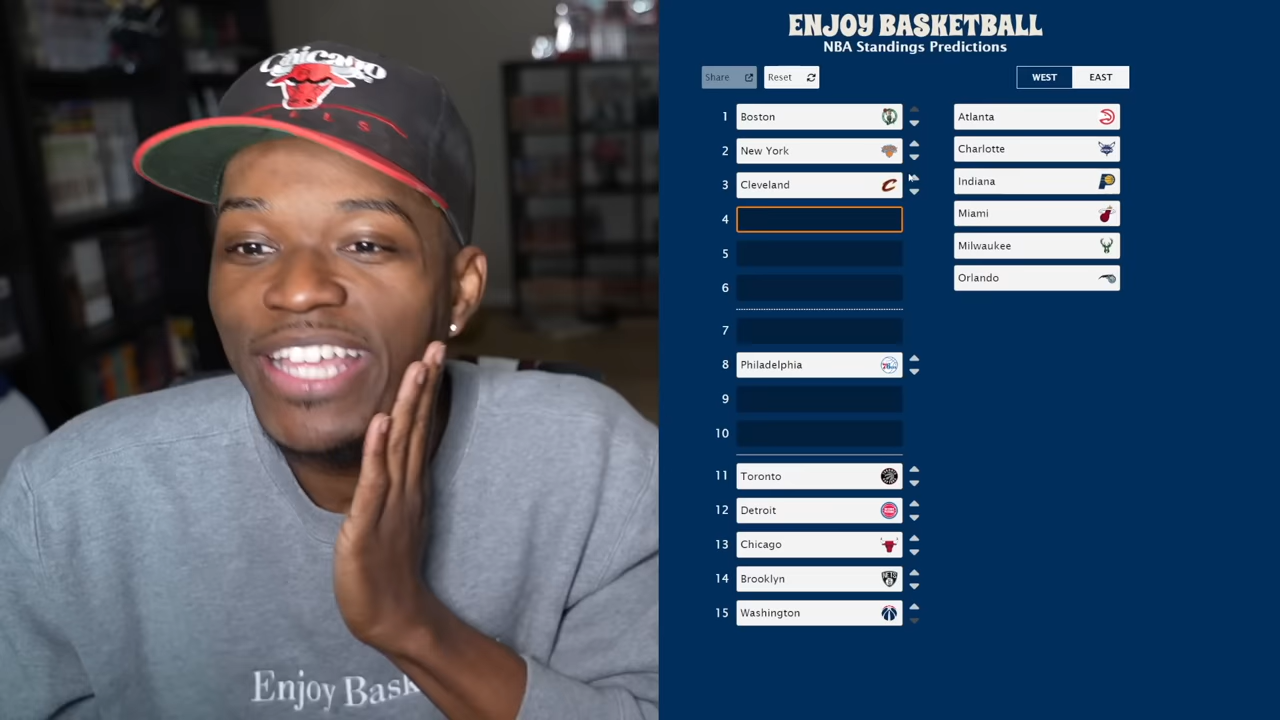 Chicago
BULLS
Enjoy Bask
ENJOY BASKETBALL
NBA Standings Predictions
Share
Reset
WEST
EAST
1 Boston
2 New York
3 Cleveland
4
5
6
7
8 Philadelphia
9
10
11 Toronto
12 Detroit
13 Chicago
14 Brooklyn
15 Washington
Atlanta
Charlotte
Indiana
Miami
Milwaukee
Orlando